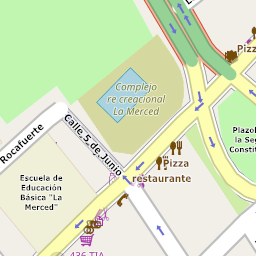 Pizz
Complejo
re creacional
La Merced
Calle 5 de Junio
Rocafuerte
Plazol
la Seg
Constit
Pizza
restaurante
Escuela de
Educación
Básica "La
Merced"
436 TIA